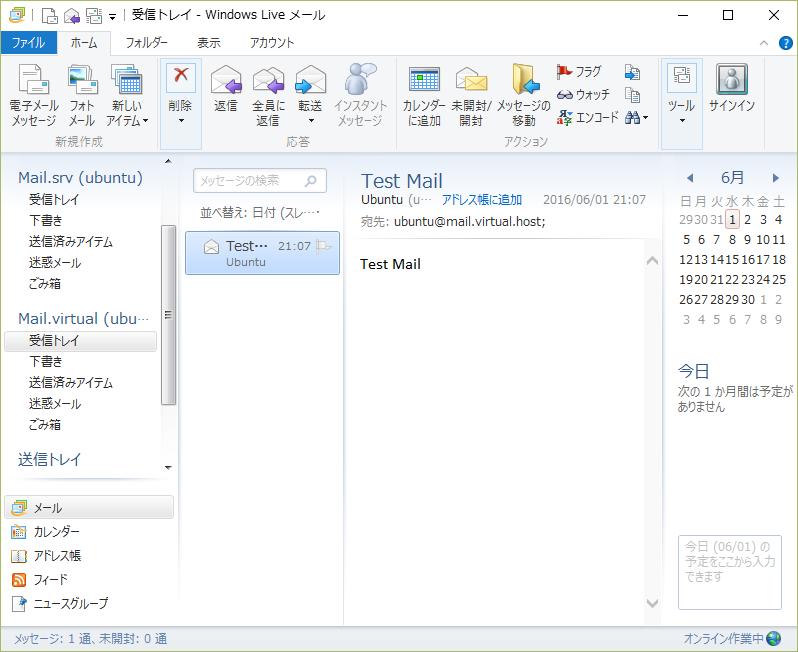 受信トレイ - Windows Live メール
ファイル ホーム フォルダー 表示 アカウント
電子メール メッセージ
フォト メール
新しい アイテム
削除
返信
全員に 返信
転送
インスタント メッセージ
カレンダー に追加
未開封/ 開封
メッセージの 移動
フラグ
ウォッチ
エンコード
ツール
サインイン
新規作成 応答 アクション
Mail.srv (ubuntu)
受信トレイ
下書き
送信済みアイテム
迷惑メール
ごみ箱
Mail.virtual (ubu…
受信トレイ
下書き
送信済みアイテム
迷惑メール
ごみ箱
送信トレイ
メール
カレンダー
アドレス帳
フィード
ニュースグループ
メッセージの検索
並べ替え: 日付 (スレ…
Test… 21:07
Ubuntu
Test Mail
Ubuntu (u… アドレス帳に追加 2016/06/01 21:07
宛先: ubuntu@mail.virtual.host;
Test Mail
6月
日 月 火 水 木 金 土
29 30 31 1 2 3 4
5 6 7 8 9 10 11
12 13 14 15 16 17 18
19 20 21 22 23 24 25
26 27 28 29 30 1 2
3 4 5 6 7 8 9
今日
次の 1 か月間は予定が
ありません
今日 (06/01) の
予定をここから入力
できます
メッセージ: 1 通、未開封: 0 通
オンライン作業中